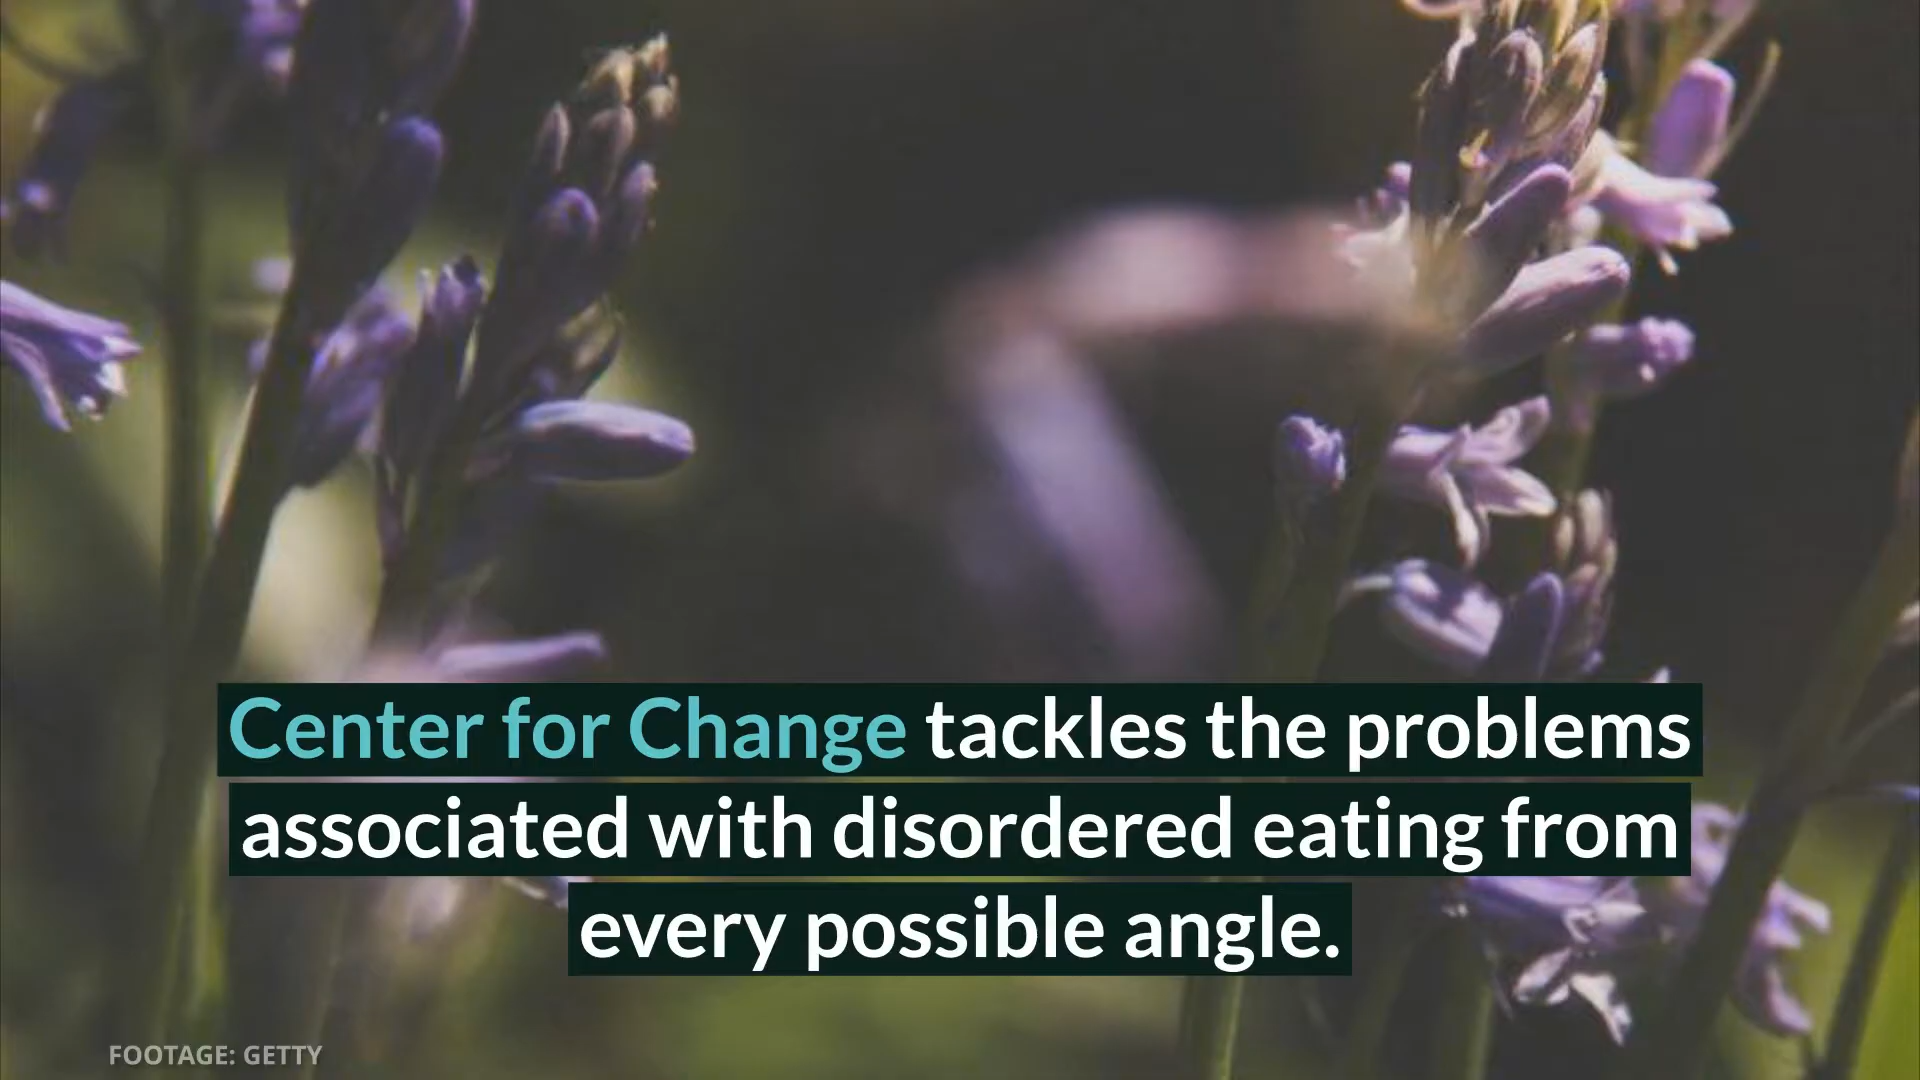 Center for Change tackles the problems
associated with disordered eating from
every possible angle.
FOOTAGE: GETTY